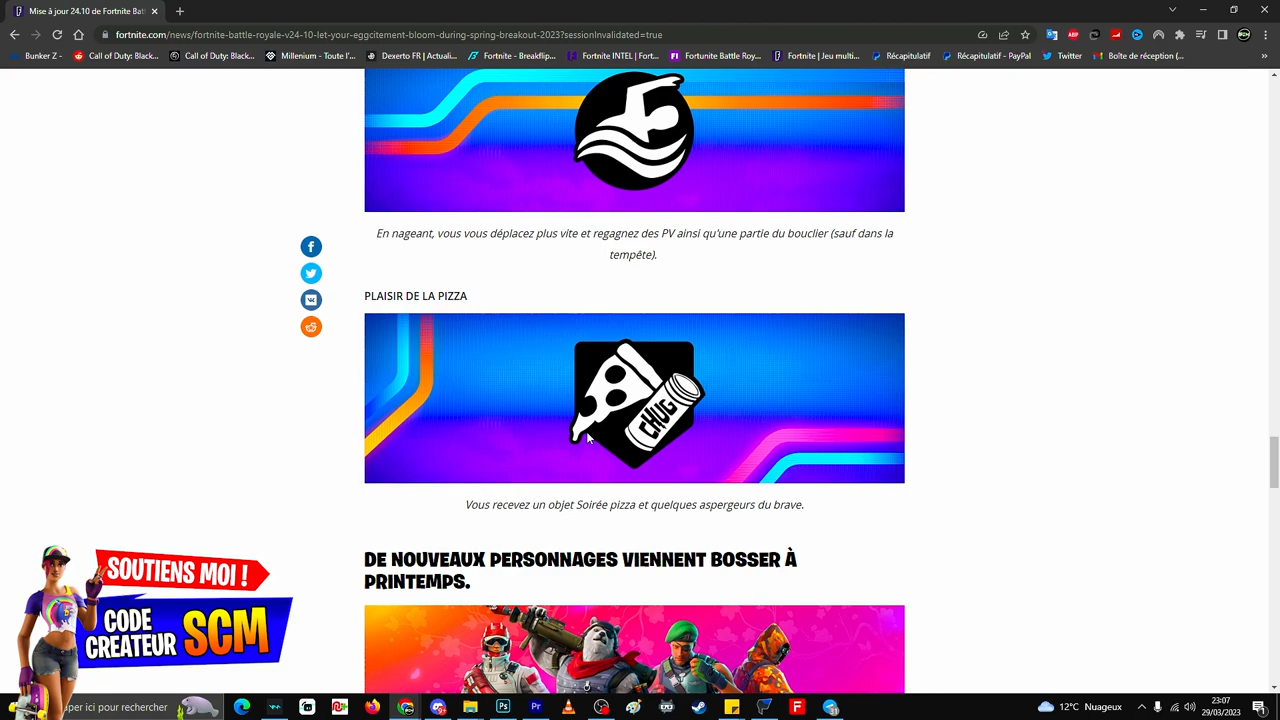 Mise à jour 24.10 de Fortnite Bat
fortnite.com/news/fortnite-battle-royale-v24-10-let-your-eggcitement-bloom-during-spring-breakout-2023?sessionInvalidated=true
Bunker Z - Call of Duty: Black... Call of Duty: Black... Millenium - Toute l'... Dexerto FR | Actuali... Fortnite - Breakflip... Fortnite INTEL | Fort... Fortunite Battle Roy... Fortnite | Jeu multi... Récapitulatif Récapitulatif - PayPal Twitter Boîte de réception (... »
En nageant, vous vous déplacez plus vite et regagnez des PV ainsi qu'une partie du bouclier (sauf dans la
tempête).
PLAISIR DE LA PIZZA
CHUG
Vous recevez un objet Soirée pizza et quelques aspergeurs du brave.
DE NOUVEAUX PERSONNAGES VIENNENT BOSSER À
PRINTEMPS.
SOUTIENS MOI !
CODE
CREATEUR SCM
per ici pour rechercher
12°C Nuageux
23:07
29/03/2023